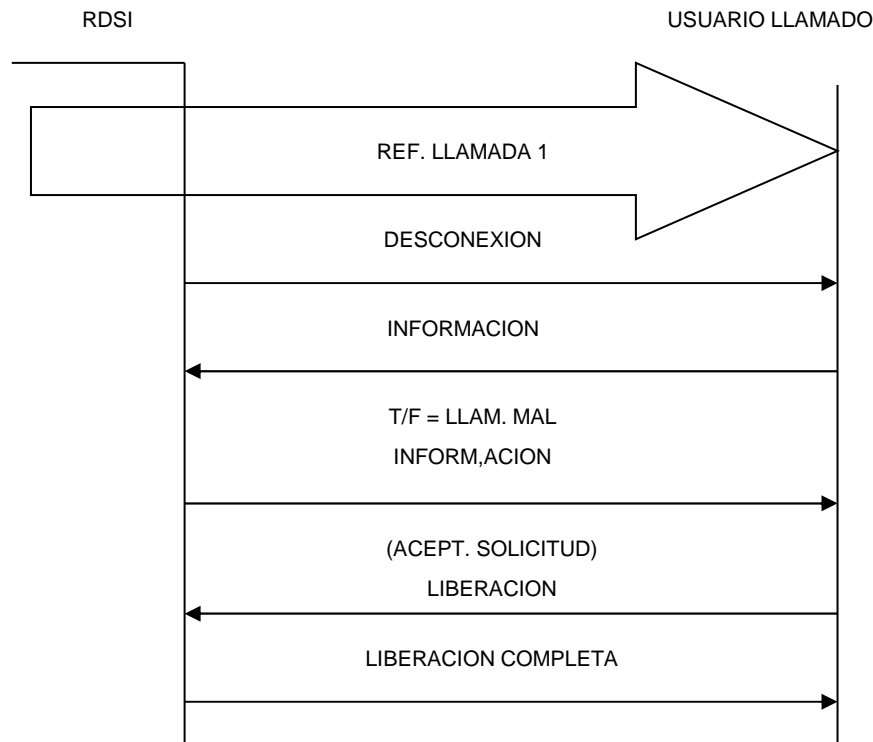 RDSI
USUARIO LLAMADO
REF. LLAMADA 1
DESCONEXION
INFORMACION
T/F = LLAM. MAL
INFORM,ACION
(ACEPT. SOLICITUD)
LIBERACION
LIBERACION COMPLETA